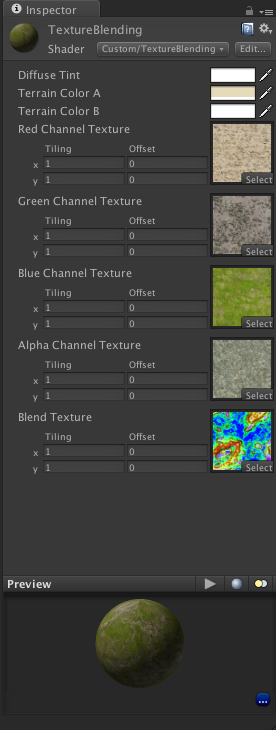 Inspector
TextureBlending
Shader Custom/TextureBlending Edit...
Diffuse Tint
Terrain Color A
Terrain Color B
Red Channel Texture
Tiling Offset
x 1 0
y 1 0
Select
Green Channel Texture
Tiling Offset
x 1 0
y 1 0
Select
Blue Channel Texture
Tiling Offset
x 1 0
y 1 0
Select
Alpha Channel Texture
Tiling Offset
x 1 0
y 1 0
Select
Blend Texture
Tiling Offset
x 1 0
y 1 0
Select
Preview